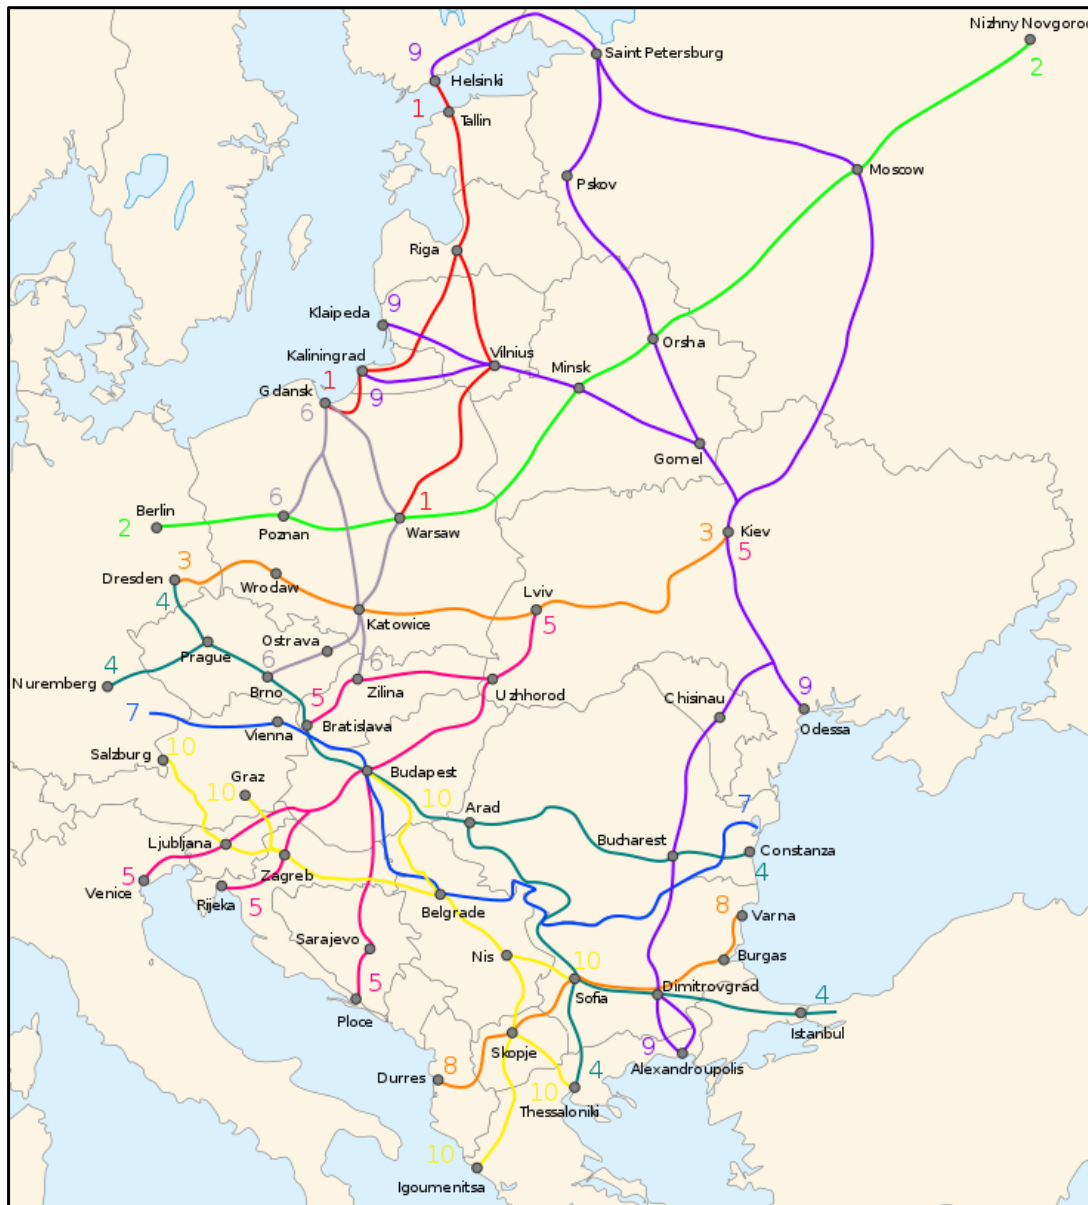 Nizhny Novgorod
9
Saint Petersburg
2
Helsinki
1
Tallin
Moscow
Pskov
Riga
Klaipeda
9
Orsha
Kaliningrad
Vilnius
Minsk
Gdansk
1
9
6
Gomel
Berlin
6
1
2
Poznan
Warsaw
3
Kiev
5
Dresden
3
Wrodaw
4
Lviv
5
Katowice
Ostrava
Prague
4
6
6
Nuremberg
Brno
Zilina
Uzhhorod
Chisinau
9
7
5
Vienna
Bratislava
Odessa
Salzburg
10
Graz
10
Budapest
10
Arad
7
Ljubljana
Bucharest
Constanza
4
Zagreb
Venice
5
Rijeka
5
Belgrade
8
Varna
Sarajevo
Nis
10
Burgas
5
Sofia
Dimitrovgrad
Ploce
4
Istanbul
Skopje
9
Alexandroupolis
Durres
8
4
10
Thessaloniki
10
Igoumenitsa